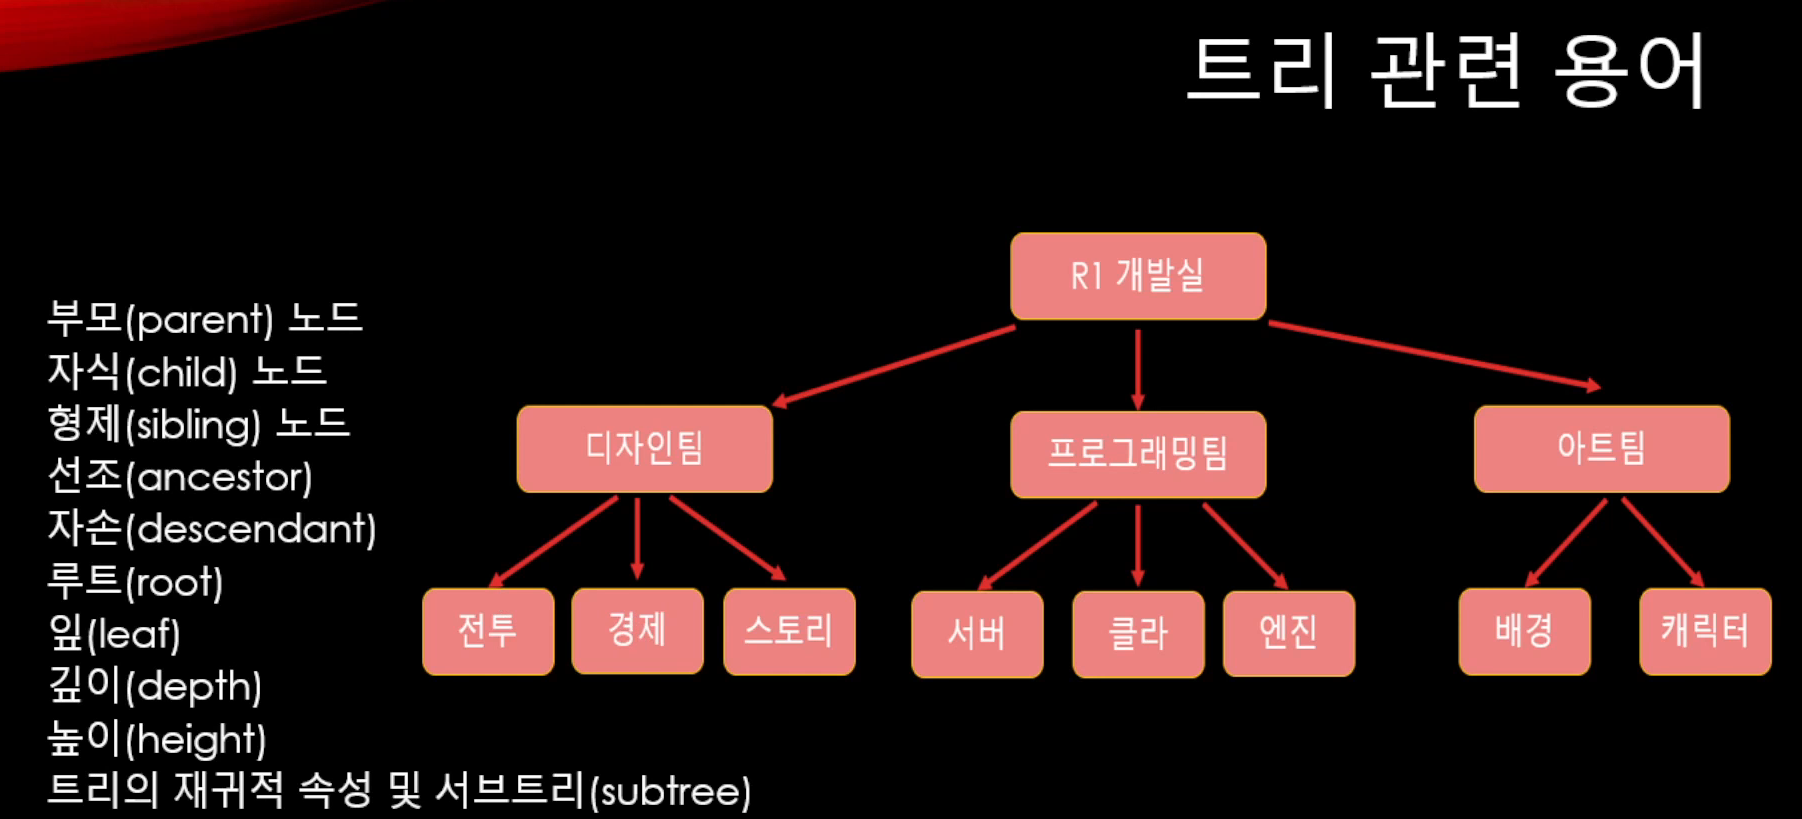 트리 관련 용어
부모(parent) 노드
자식(child) 노드
형제(sibling) 노드
선조(ancestor)
자손(descendant)
루트(root)
잎(leaf)
깊이(depth)
높이(height)
트리의 재귀적 속성 및 서브트리(subtree)
R1 개발실
디자인팀
프로그래밍팀
아트팀
전투
경제
스토리
서버
클라
엔진
배경
캐릭터